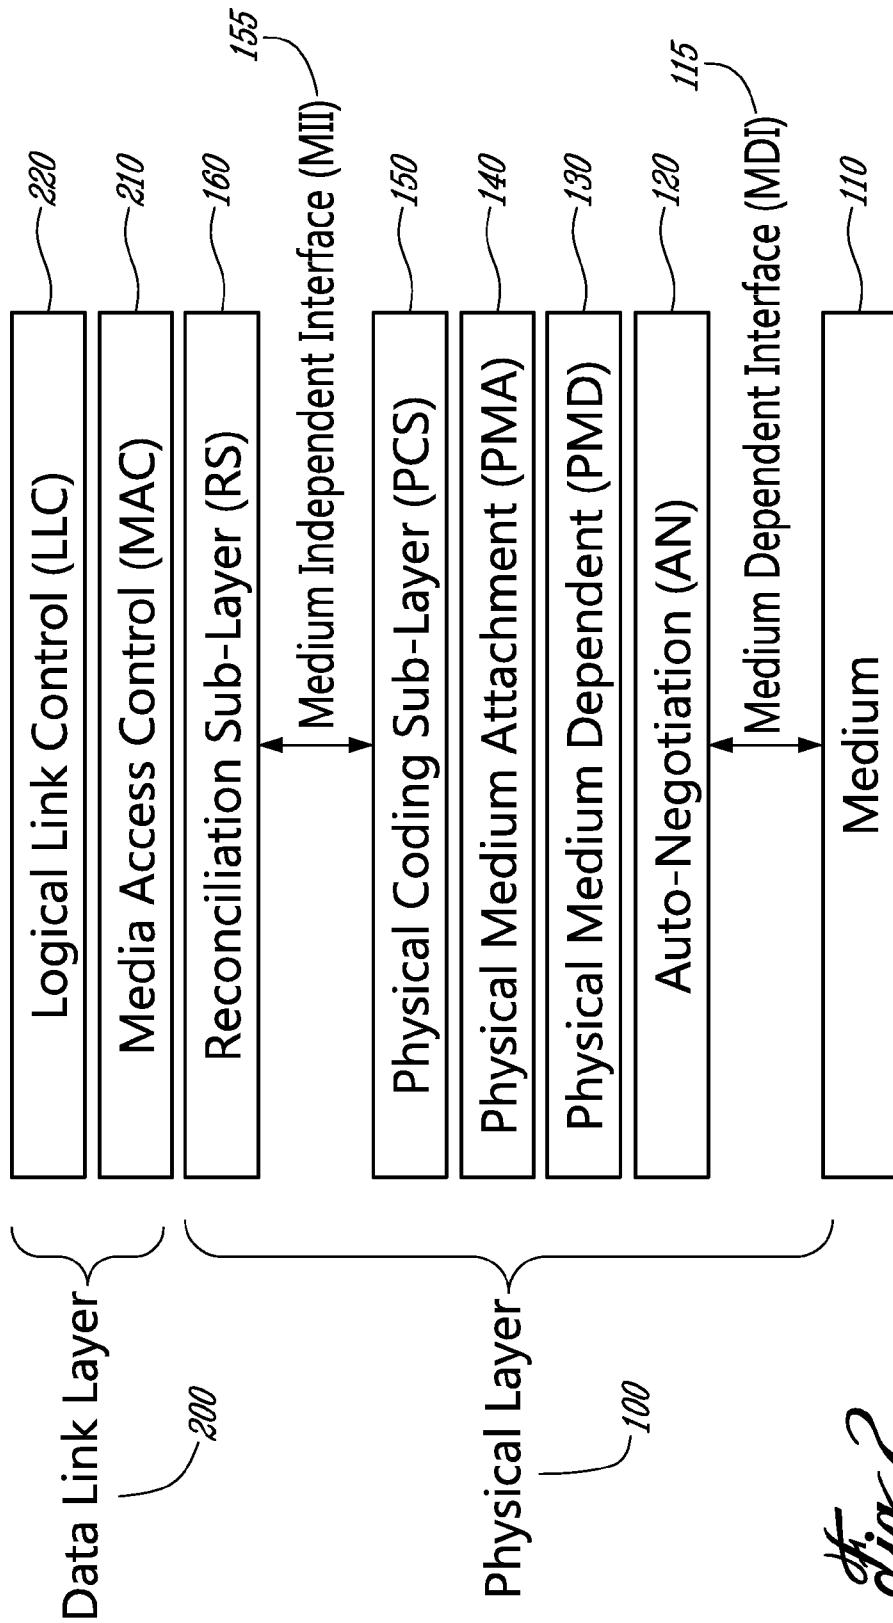 Data Link Layer
200
Logical Link Control (LLC)
220
Media Access Control (MAC)
210
Physical Layer
100
Reconciliation Sub-Layer (RS)
160
Medium Independent Interface (MII)
155
Physical Coding Sub-Layer (PCS)
150
Physical Medium Attachment (PMA)
140
Physical Medium Dependent (PMD)
130
Auto-Negotiation (AN)
120
Medium Dependent Interface (MDI)
115
Medium
110
Fig. 2